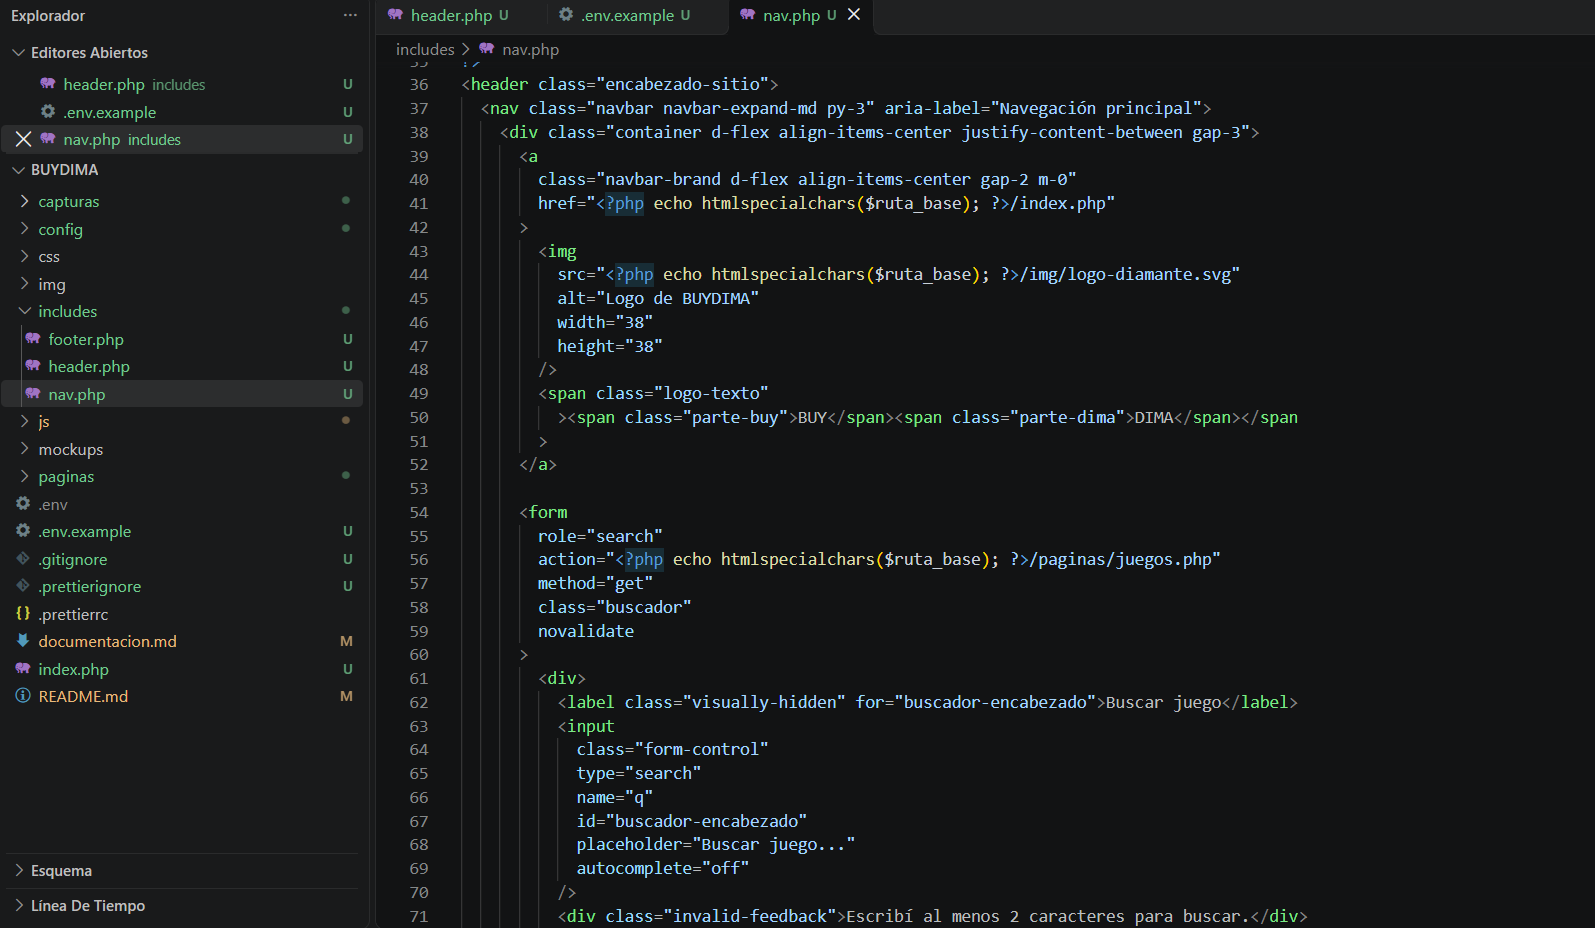 Explorador
Editores Abiertos
header.php includes U
.env.example U
nav.php includes U
BUYDIMA
capturas
config
css
img
includes
footer.php U
header.php U
nav.php U
js
mockups
paginas
.env
.env.example U
.gitignore U
.prettierignore U
{} .prettierrc
documentacion.md M
index.php U
README.md M
Esquema
Línea De Tiempo
header.php U
.env.example U
nav.php U
includes > nav.php
35 ?>
36 <header class="encabezado-sitio">
37 <nav class="navbar navbar-expand-md py-3" aria-label="Navegación principal">
38 <div class="container d-flex align-items-center justify-content-between gap-3">
39 <a
40 class="navbar-brand d-flex align-items-center gap-2 m-0"
41 href="<?php echo htmlspecialchars($ruta_base); ?>/index.php"
42 >
43 <img
44 src="<?php echo htmlspecialchars($ruta_base); ?>/img/logo-diamante.svg"
45 alt="Logo de BUYDIMA"
46 width="38"
47 height="38"
48 />
49 <span class="logo-texto"
50 ><span class="parte-buy">BUY</span><span class="parte-dima">DIMA</span></span
51 >
52 </a>
53
54 <form
55 role="search"
56 action="<?php echo htmlspecialchars($ruta_base); ?>/paginas/juegos.php"
57 method="get"
58 class="buscador"
59 novalidate
60 >
61 <div>
62 <label class="visually-hidden" for="buscador-encabezado">Buscar juego</label>
63 <input
64 class="form-control"
65 type="search"
66 name="q"
67 id="buscador-encabezado"
68 placeholder="Buscar juego..."
69 autocomplete="off"
70 />
71 <div class="invalid-feedback">Escribí al menos 2 caracteres para buscar.</div>